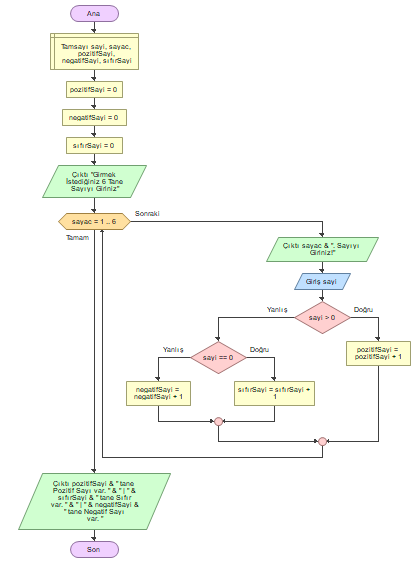 Ana
Tamsayı sayi, sayac,
pozitifSayi,
negatifSayi, sıfırSayi
pozitifSayi = 0
negatifSayi = 0
sıfırSayi = 0
Çıktı "Girmek
İstediğiniz 6 Tane
Sayıyı Giriniz"
sayac = 1 .. 6
Sonraki
Tamam
Çıktı sayac & ". Sayıyı
Giriniz!"
Giriş sayi
sayi > 0
Yanlış
Doğru
sayi == 0
Yanlış
Doğru
pozitifSayi =
pozitifSayi + 1
negatifSayi =
negatifSayi + 1
sıfırSayi = sıfırSayi +
1
Çıktı pozitifSayi & " tane
Pozitif Sayı var. " & " | " &
sıfırSayi & " tane Sıfır
var. " & " | " & negatifSayi &
" tane Negatif Sayı
var. "
Son